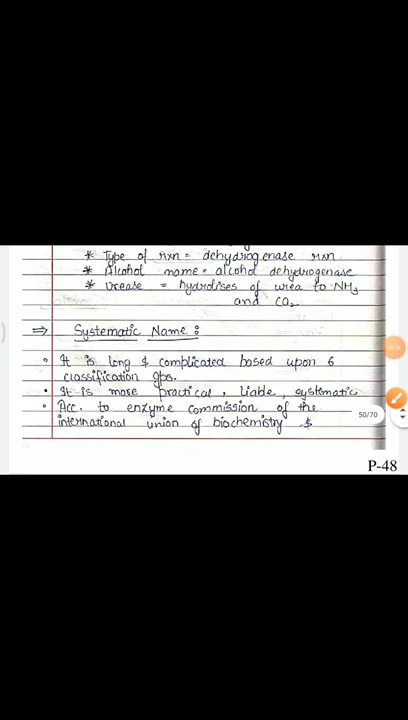 * Type of rxn = dehydrogenase rxn
* Alcohol name = alcohol dehydrogenase
* Urease = hydrolises of urea to NH3
and CO2
⇒ Systematic Name :
• It is long & complicated based upon 6
classification gps.
• It is more practical, liable, systematic
• Acc. to enzyme commission of the
international union of biochemistry &
50/70
P-48